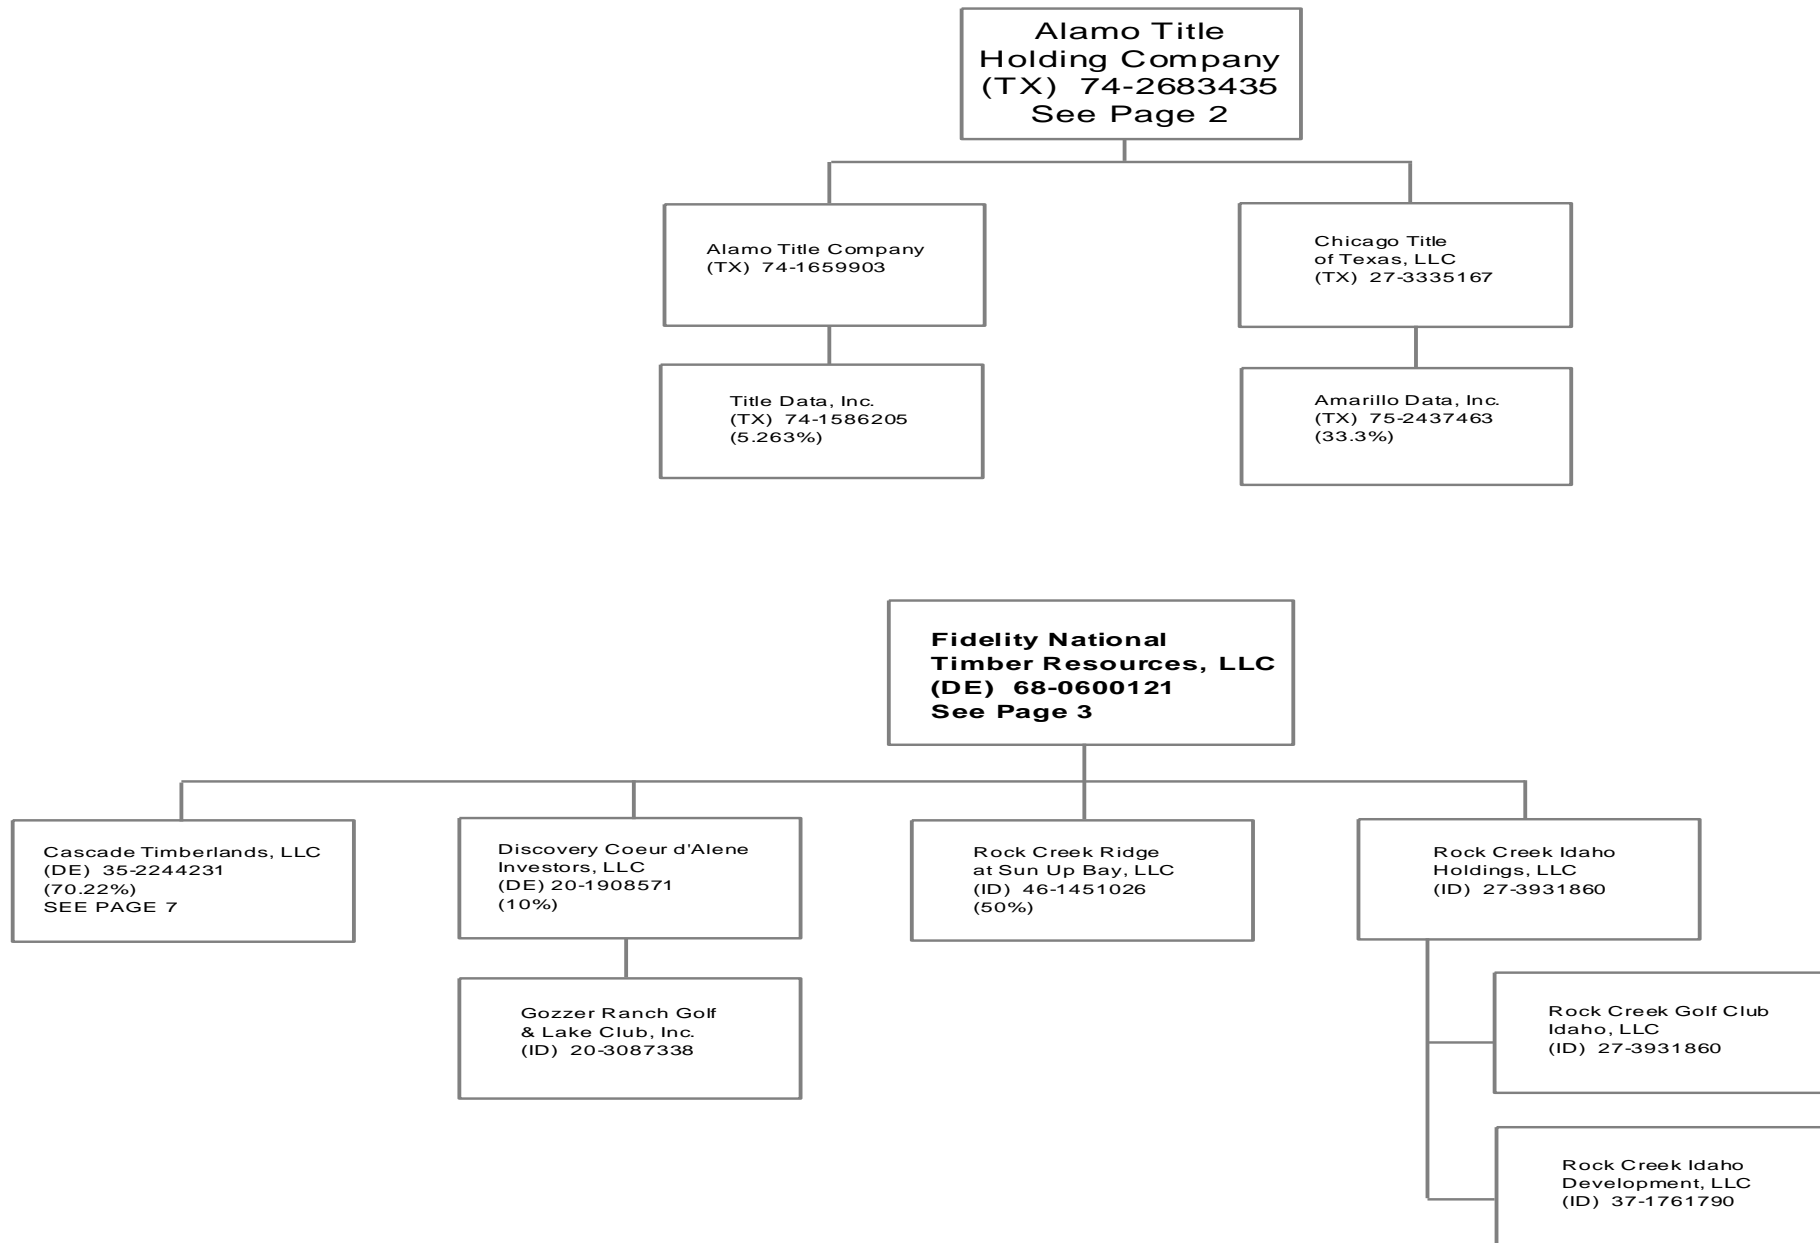 Alamo Title
Holding Company
(TX) 74-2683435
See Page 2
Alamo Title Company
(TX) 74-1659903
Chicago Title
of Texas, LLC
(TX) 27-3335167
Title Data, Inc.
(TX) 74-1586205
(5.263%)
Amarillo Data, Inc.
(TX) 75-2437463
(33.3%)
Fidelity National
Timber Resources, LLC
(DE) 68-0600121
See Page 3
Cascade Timberlands, LLC
(DE) 35-2244231
(70.22%)
SEE PAGE 7
Discovery Coeur d'Alene
Investors, LLC
(DE) 20-1908571
(10%)
Rock Creek Ridge
at Sun Up Bay, LLC
(ID) 46-1451026
(50%)
Rock Creek Idaho
Holdings, LLC
(ID) 27-3931860
Gozzer Ranch Golf
& Lake Club, Inc.
(ID) 20-3087338
Rock Creek Golf Club
Idaho, LLC
(ID) 27-3931860
Rock Creek Idaho
Development, LLC
(ID) 37-1761790